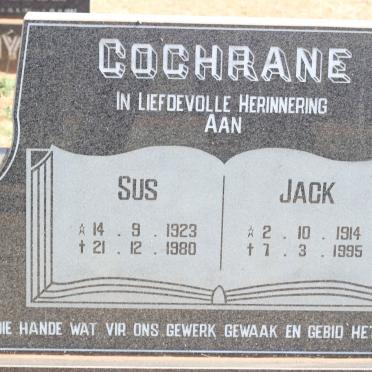 COCHRANE
IN LIEFDEVOLLE HERINNERING
AAN
SUS
☆ 14 . 9 . 1923
† 21 . 12 . 1980
JACK
☆ 2 . 10 . 1914
† 7 . 3 . 1995
DIE HANDE WAT VIR ONS GEWERK GEWAAK EN GEBID HET